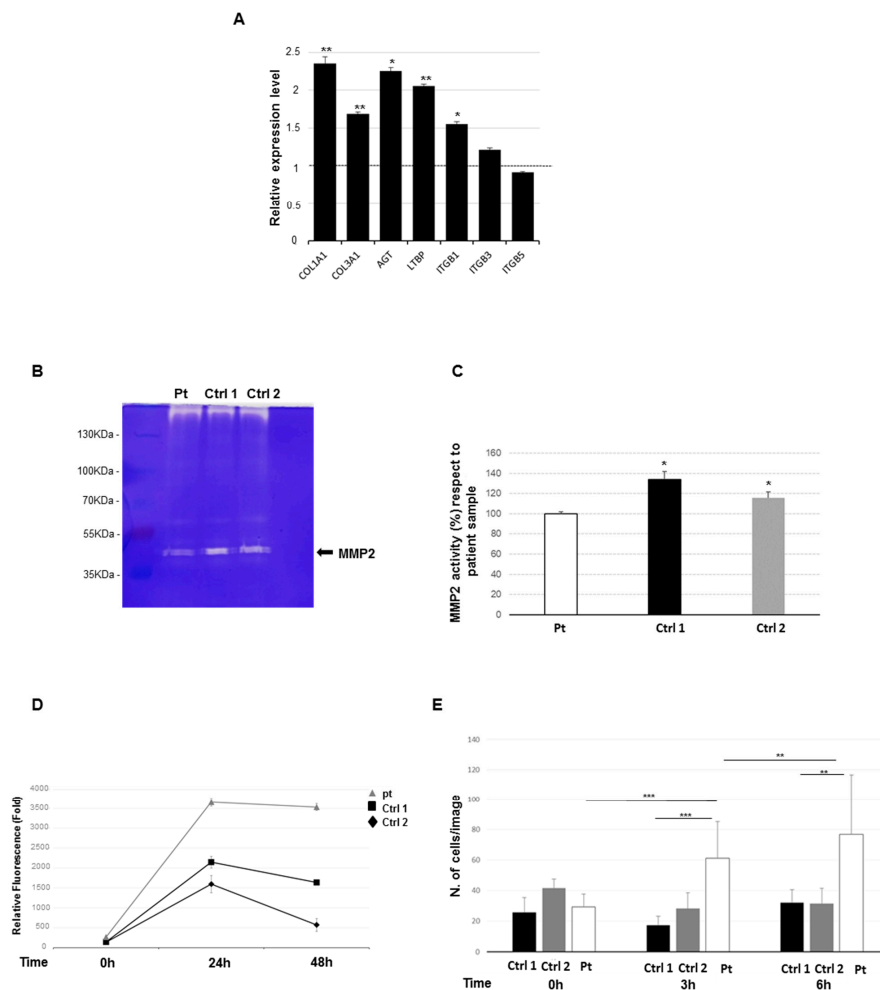 A
Relative expression level
2.5
2
1.5
1
0.5
0
** ** * ** *
COL1A1 COL3A1 AGT LTBP ITGB1 ITGB3 ITGB5
B
Pt Ctrl 1 Ctrl 2
130KDa -
100KDa -
70KDa -
55KDa -
35KDa -
MMP2
C
MMP2 activity (%) respect to
patient sample
160
140
120
100
80
60
40
20
0
* *
Pt Ctrl 1 Ctrl 2
D
Relative Fluorescence (Fold)
4000
3500
3000
2500
2000
1500
1000
500
0
pt
Ctrl 1
Ctrl 2
Time 0h 24h 48h
E
N. of cells/image
140
120
100
80
60
40
20
0
**
**
***
***
Ctrl 1 Ctrl 2 Pt Ctrl 1 Ctrl 2 Pt Ctrl 1 Ctrl 2 Pt
Time 0h 3h 6h